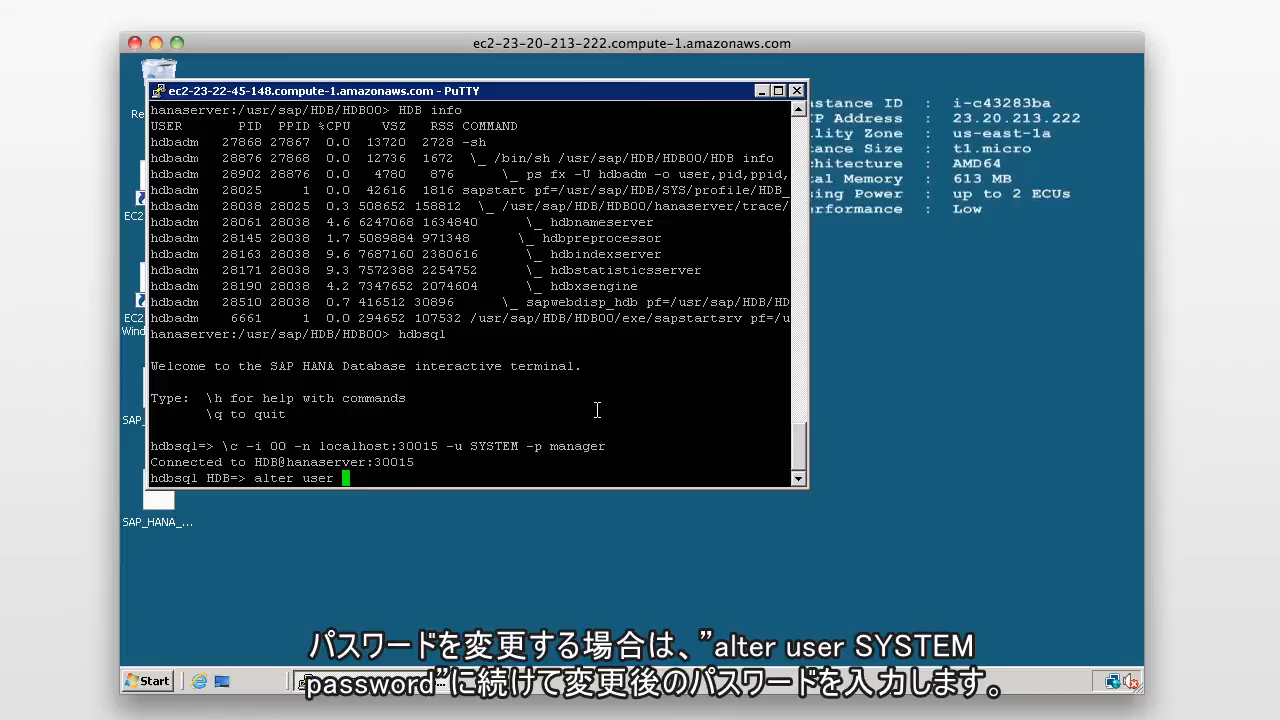 ec2-23-20-213-222.compute-1.amazonaws.com
ec2-23-22-45-148.compute-1.amazonaws.com - PuTTY
hanaserver:/usr/sap/HDB/HDB00> HDB info
USER PID PPID %CPU VSZ RSS COMMAND
hdbadm 27868 27867 0.0 13720 2728 -sh
hdbadm 28876 27868 0.0 12736 1672 \_ /bin/sh /usr/sap/HDB/HDB00/HDB info
hdbadm 28902 28876 0.0 4780 876 \_ ps fx -U hdbadm -o user,pid,ppid,
hdbadm 28025 1 0.0 42616 1816 sapstart pf=/usr/sap/HDB/SYS/profile/HDB_
hdbadm 28038 28025 0.3 508652 158812 \_ /usr/sap/HDB/HDB00/hanaserver/trace/
hdbadm 28061 28038 4.6 6247068 1634840 \_ hdbnameserver
hdbadm 28145 28038 1.7 5089884 971348 \_ hdbpreprocessor
hdbadm 28163 28038 9.6 7687160 2380616 \_ hdbindexserver
hdbadm 28171 28038 9.3 7572388 2254752 \_ hdbstatisticsserver
hdbadm 28190 28038 4.2 7347652 2074604 \_ hdbxsengine
hdbadm 28510 28038 0.7 416512 30896 \_ sapwebdisp_hdb pf=/usr/sap/HDB/HD
hdbadm 6661 1 0.0 294652 107532 /usr/sap/HDB/HDB00/exe/sapstartsrv pf=/u
hanaserver:/usr/sap/HDB/HDB00> hdbsql
Welcome to the SAP HANA Database interactive terminal.
Type: \h for help with commands
\q to quit
hdbsql=> \c -i 00 -n localhost:30015 -u SYSTEM -p manager
Connected to HDB@hanaserver:30015
hdbsql HDB=> alter user
stance ID : i-c43283ba
IP Address : 23.20.213.222
ility Zone : us-east-1a
tance Size : t1.micro
chitecture : AMD64
tal Memory : 613 MB
sing Power : up to 2 ECUs
rformance : Low
Re
EC2
EC2
Wind
SAP_
SAP_HANA_...
パスワードを変更する場合は、”alter user SYSTEM
password”に続けて変更後のパスワードを入力します。
Start